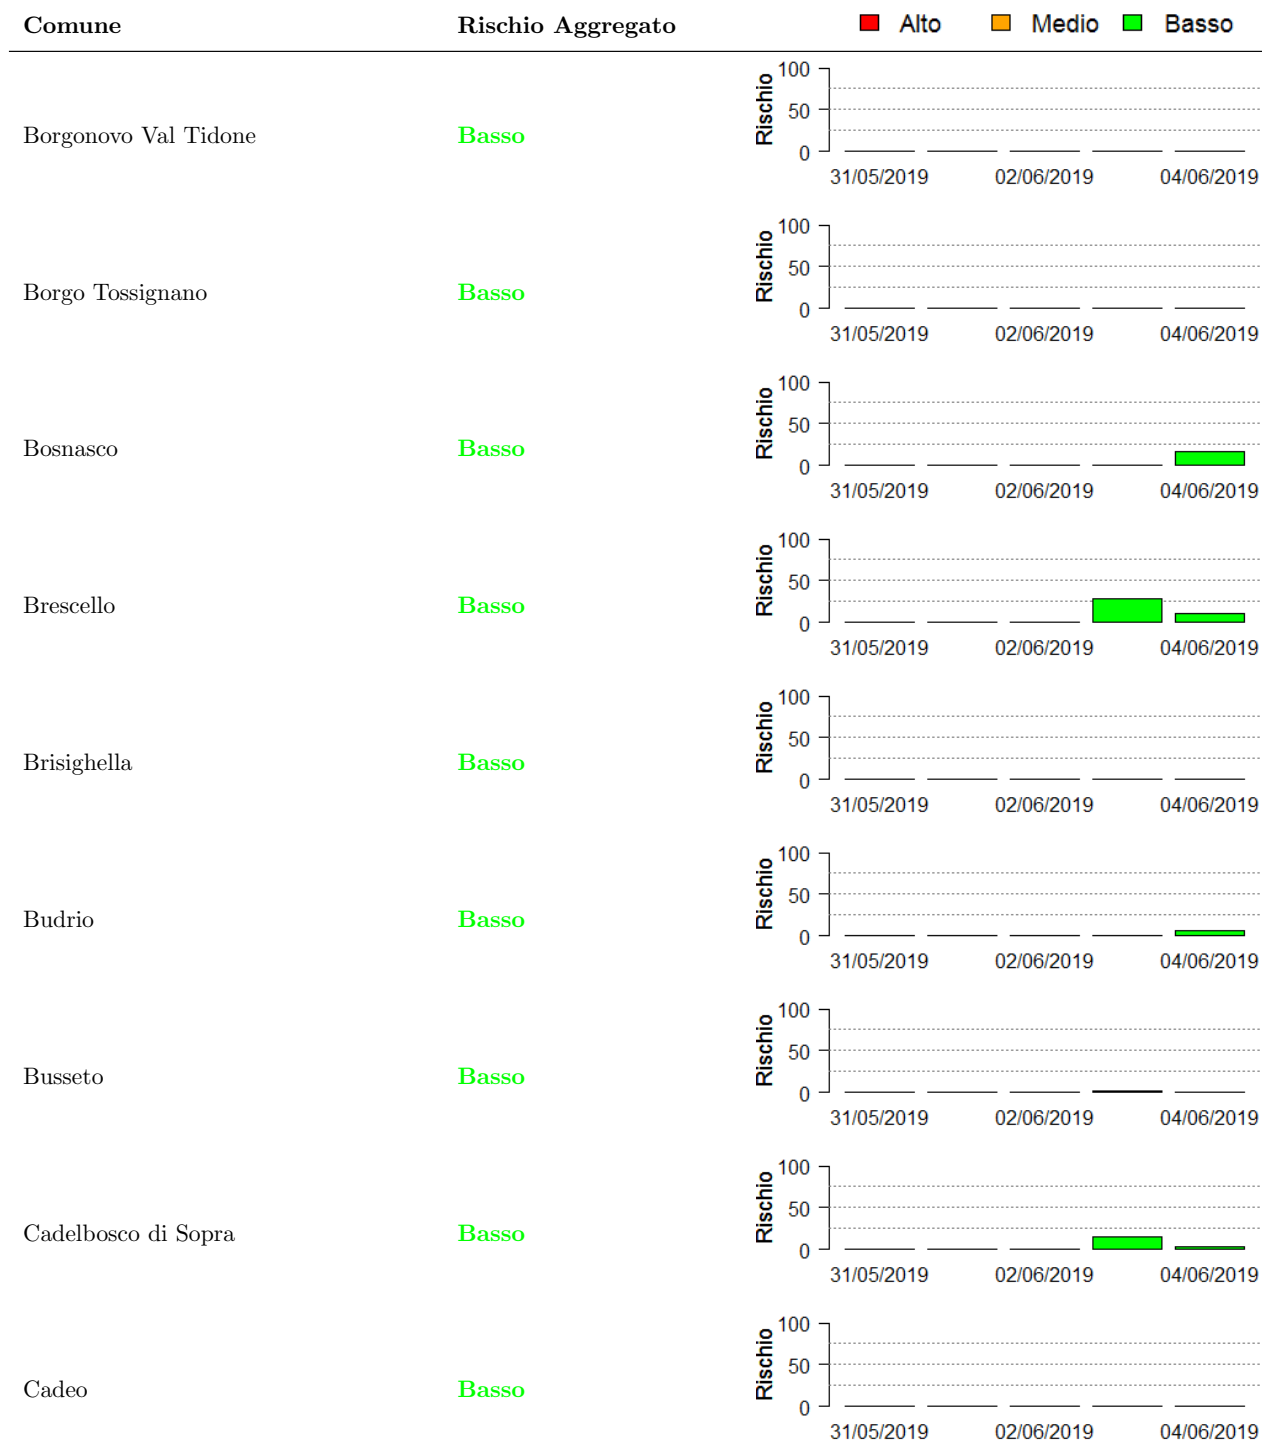 Comune Rischio Aggregato Alto Medio Basso
Borgonovo Val Tidone Basso
Rischio
100
50
0
31/05/2019 02/06/2019 04/06/2019
Borgo Tossignano Basso
Rischio
100
50
0
31/05/2019 02/06/2019 04/06/2019
Bosnasco Basso
Rischio
100
50
0
31/05/2019 02/06/2019 04/06/2019
Brescello Basso
Rischio
100
50
0
31/05/2019 02/06/2019 04/06/2019
Brisighella Basso
Rischio
100
50
0
31/05/2019 02/06/2019 04/06/2019
Budrio Basso
Rischio
100
50
0
31/05/2019 02/06/2019 04/06/2019
Busseto Basso
Rischio
100
50
0
31/05/2019 02/06/2019 04/06/2019
Cadelbosco di Sopra Basso
Rischio
100
50
0
31/05/2019 02/06/2019 04/06/2019
Cadeo Basso
Rischio
100
50
0
31/05/2019 02/06/2019 04/06/2019